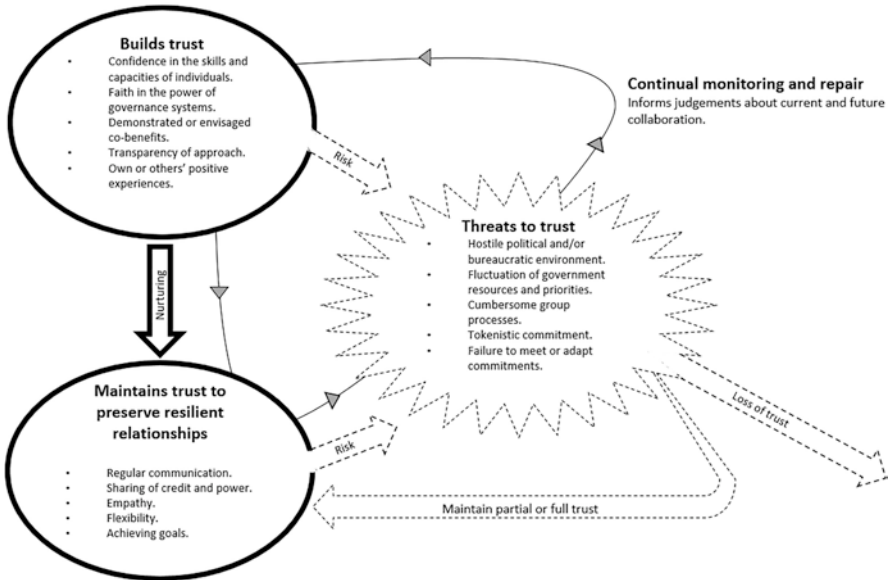 Builds trust
• Confidence in the skills and
capacities of individuals.
• Faith in the power of
governance systems.
• Demonstrated or envisaged
co-benefits.
• Transparency of approach.
• Own or others’ positive
experiences.
Risk
Continual monitoring and repair
Informs judgements about current and future
collaboration.
Threats to trust
• Hostile political and/or
bureaucratic environment.
• Fluctuation of government
resources and priorities.
• Cumbersome group
processes.
• Tokenistic commitment.
• Failure to meet or adapt
commitments.
Nurturing
Maintains trust to
preserve resilient
relationships
• Regular communication.
• Sharing of credit and power.
• Empathy.
• Flexibility.
• Achieving goals.
Risk
Loss of trust
Maintain partial or full trust